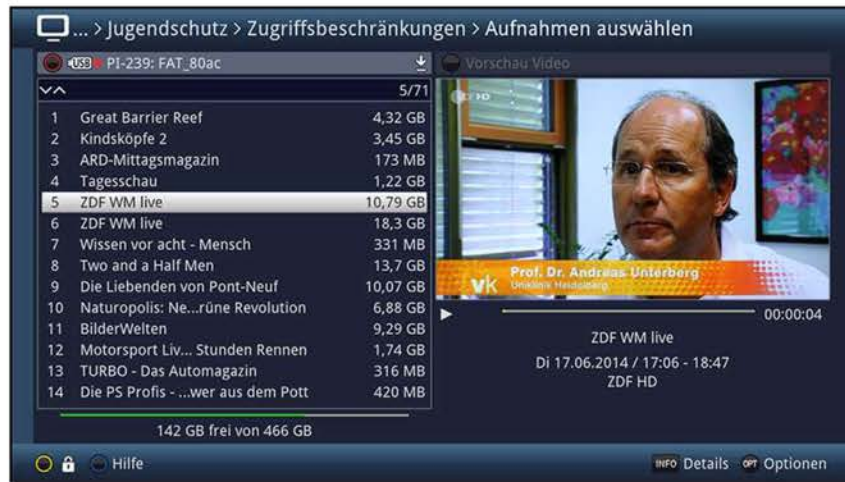 ... > Jugendschutz > Zugriffsbeschränkungen > Aufnahmen auswählen
USB PI-239: FAT_80ac
Vorschau Video
5/71
1 Great Barrier Reef 4,32 GB
2 Kindsköpfe 2 3,45 GB
3 ARD-Mittagsmagazin 173 MB
4 Tagesschau 1,22 GB
5 ZDF WM live 10,79 GB
6 ZDF WM live 18,3 GB
7 Wissen vor acht - Mensch 331 MB
8 Two and a Half Men 13,7 GB
9 Die Liebenden von Pont-Neuf 10,07 GB
10 Naturopolis: Ne...rüne Revolution 6,88 GB
11 BilderWelten 9,29 GB
12 Motorsport Liv... Stunden Rennen 1,74 GB
13 TURBO - Das Automagazin 316 MB
14 Die PS Profis - ...wer aus dem Pott 420 MB
142 GB frei von 466 GB
ZDF HD
vk
Prof. Dr. Andreas Unterberg
Uniklinik Heidelberg
00:00:04
ZDF WM live
Di 17.06.2014 / 17:06 - 18:47
ZDF HD
Hilfe
INFO Details OPT Optionen